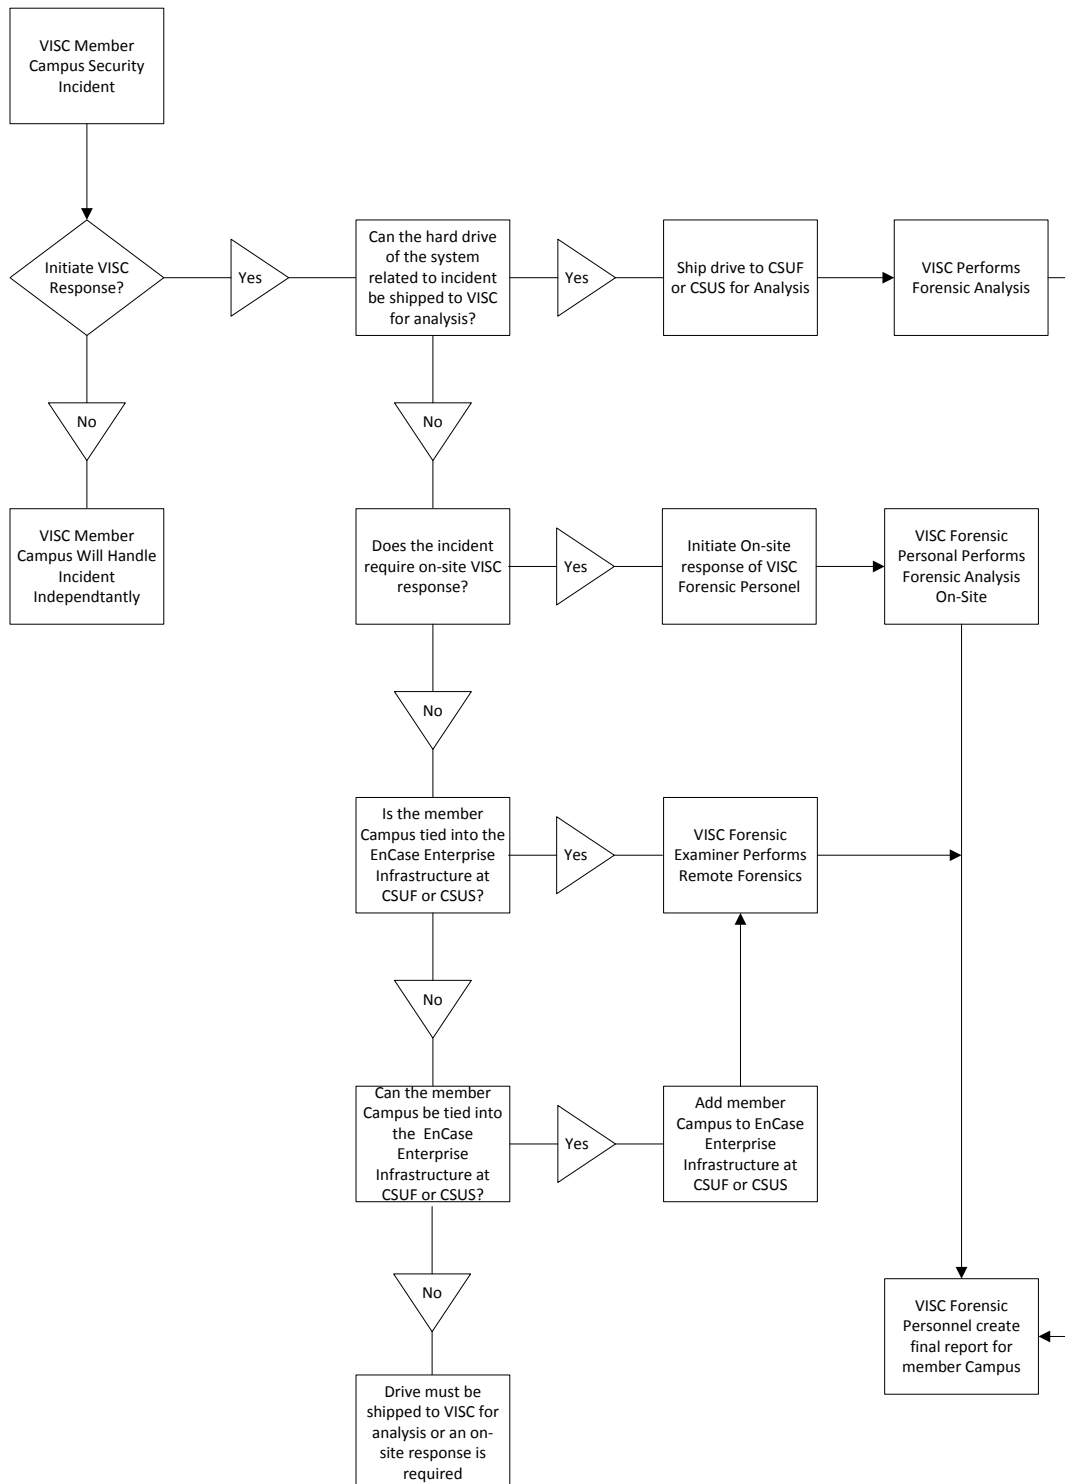 VISC Member
Campus Security
Incident
Initiate VISC
Response?
Yes
Can the hard drive
of the system
related to incident
be shipped to VISC
for analysis?
Yes
Ship drive to CSUF
or CSUS for Analysis
VISC Performs
Forensic Analysis
No
No
VISC Member
Campus Will Handle
Incident
Independtantly
Does the incident
require on-site VISC
response?
Yes
Initiate On-site
response of VISC
Forensic Personel
VISC Forensic
Personal Performs
Forensic Analysis
On-Site
No
Is the member
Campus tied into the
EnCase Enterprise
Infrastructure at
CSUF or CSUS?
Yes
VISC Forensic
Examiner Performs
Remote Forensics
No
Can the member
Campus be tied into
the EnCase
Enterprise
Infrastructure at
CSUF or CSUS?
Yes
Add member
Campus to EnCase
Enterprise
Infrastructure at
CSUF or CSUS
No
VISC Forensic
Personnel create
final report for
member Campus
Drive must be
shipped to VISC for
analysis or an on-
site response is
required